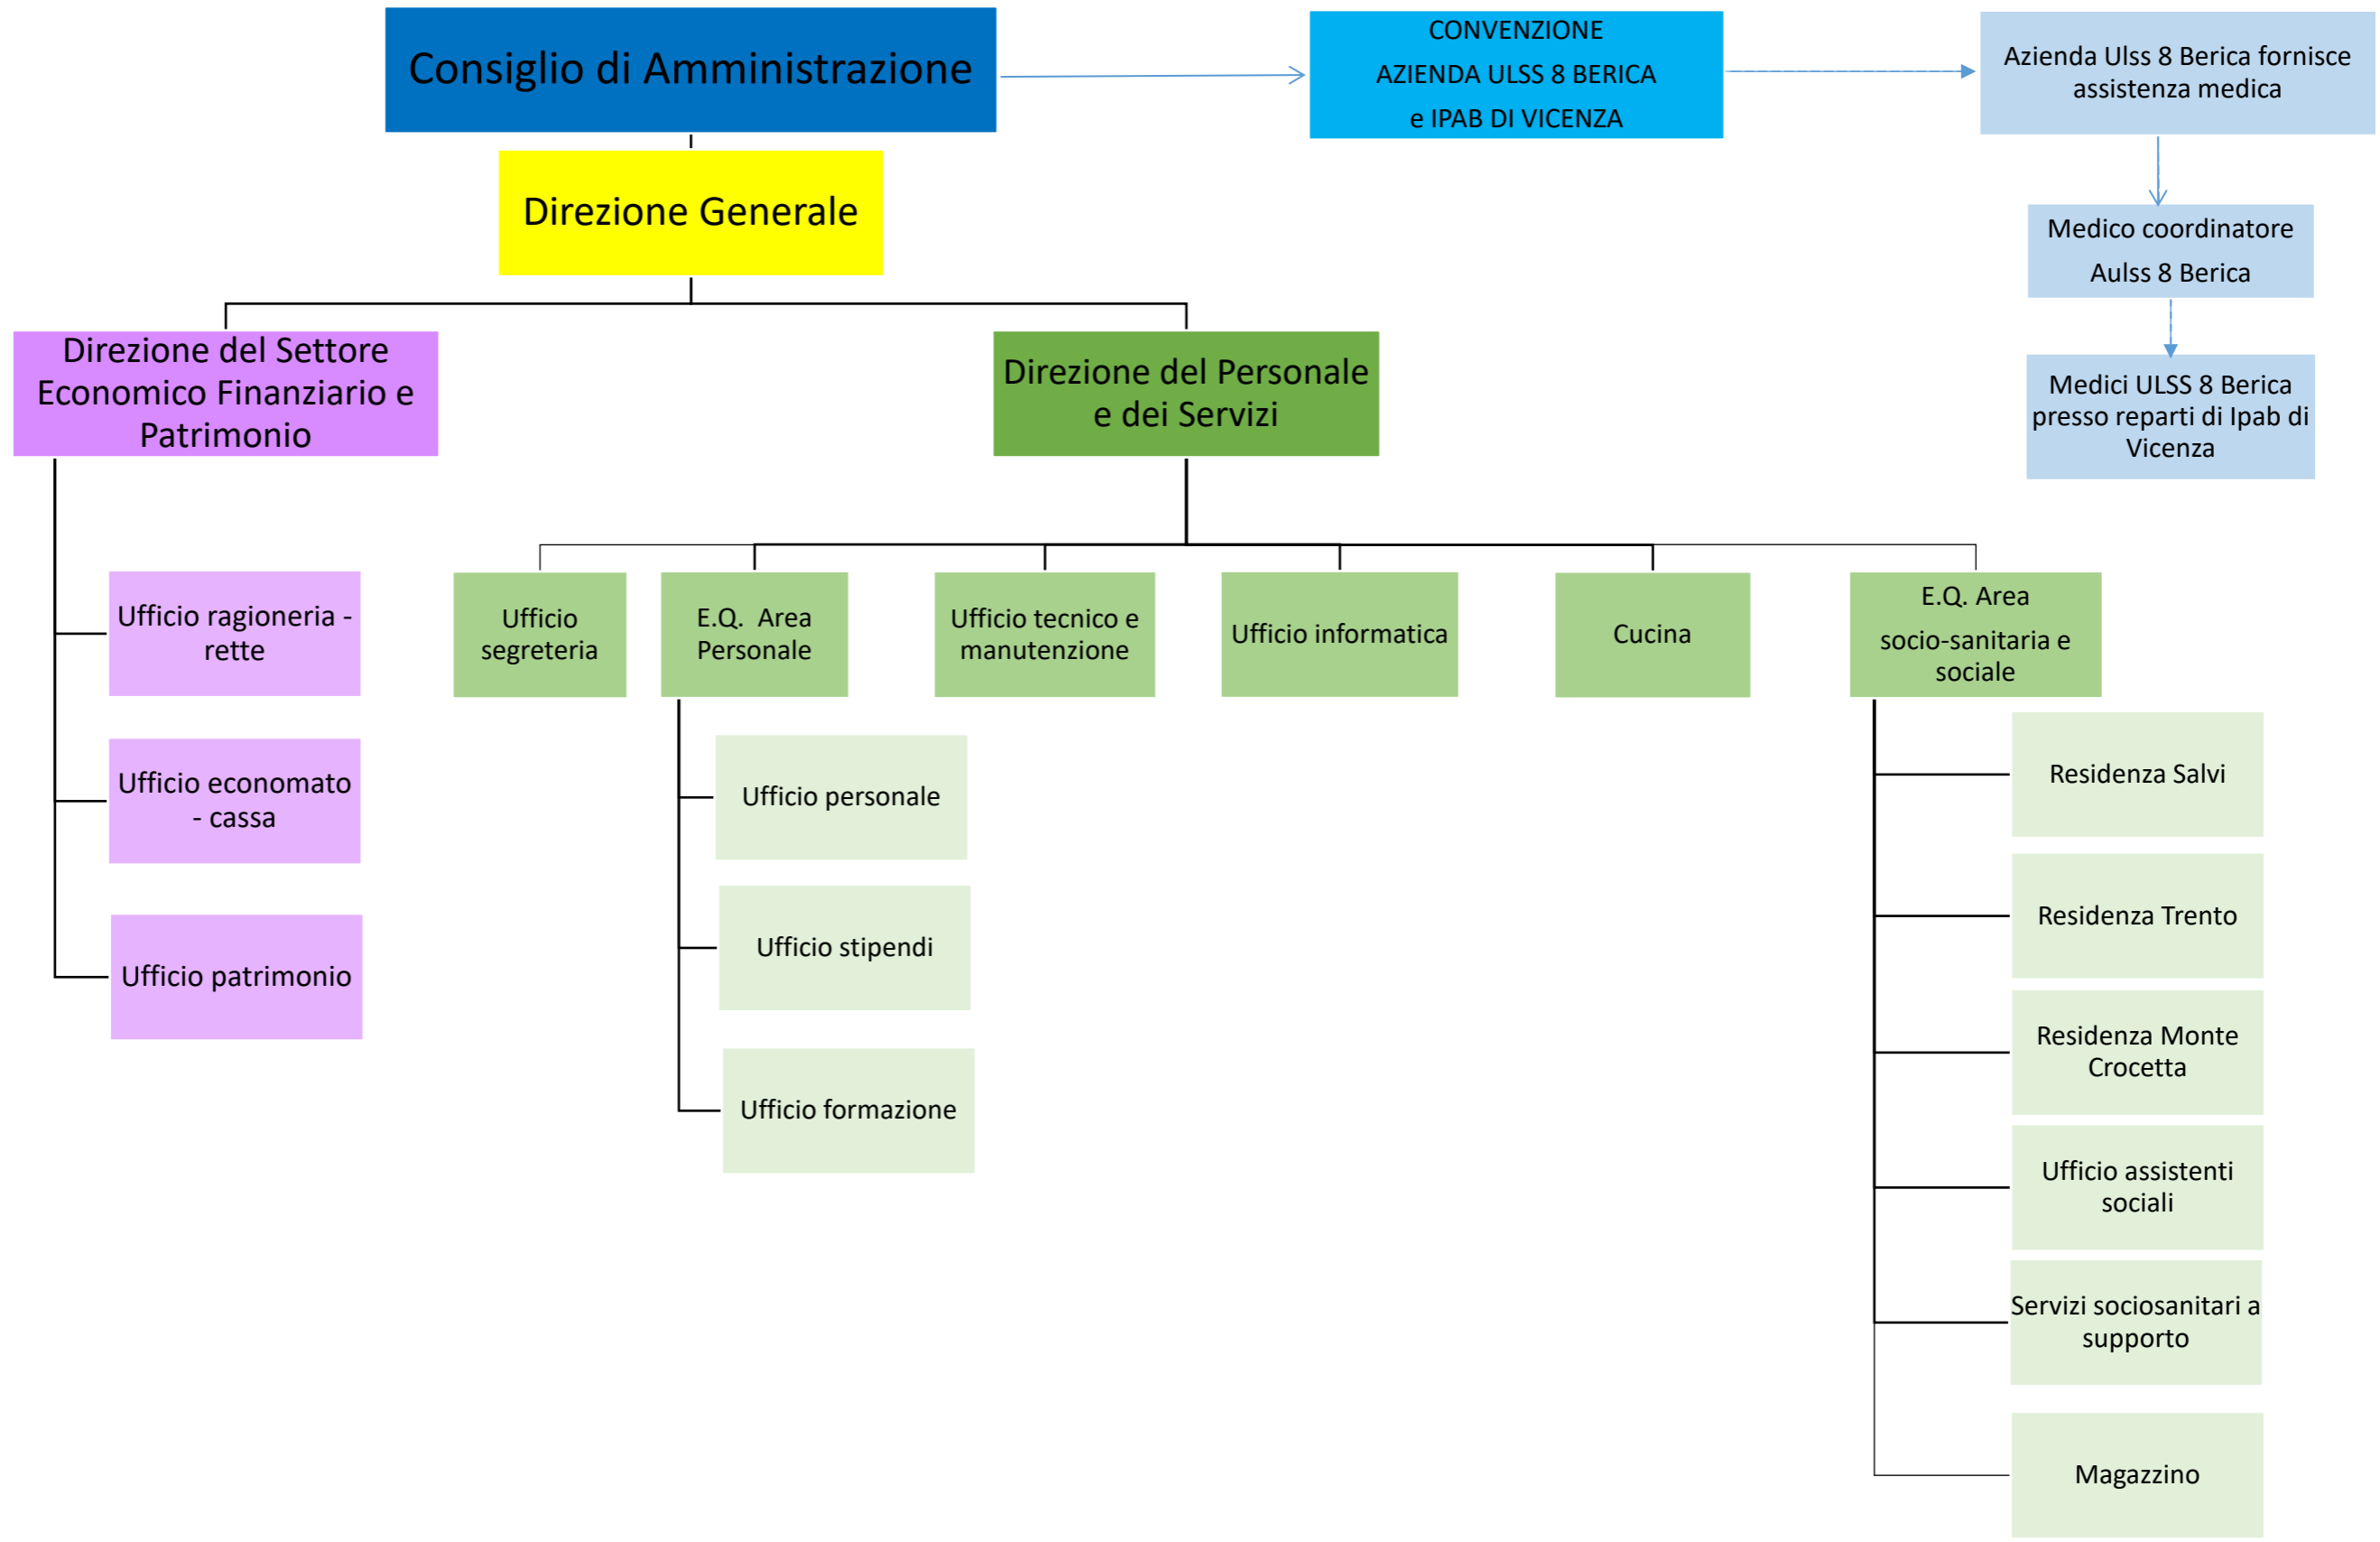 Consiglio di Amministrazione
CONVENZIONE
AZIENDA ULSS 8 BERICA
e IPAB DI VICENZA
Azienda Ulss 8 Berica fornisce
assistenza medica
Direzione Generale
Medico coordinatore
Aulss 8 Berica
Direzione del Settore
Economico Finanziario e
Patrimonio
Direzione del Personale
e dei Servizi
Medici ULSS 8 Berica
presso reparti di Ipab di
Vicenza
Ufficio ragioneria -
rette
Ufficio economato
- cassa
Ufficio patrimonio
Ufficio
segreteria
E.Q.  Area
Personale
Ufficio tecnico e
manutenzione
Ufficio informatica
Cucina
E.Q. Area
socio-sanitaria e
sociale
Ufficio personale
Ufficio stipendi
Ufficio formazione
Residenza Salvi
Residenza Trento
Residenza Monte
Crocetta
Ufficio assistenti
sociali
Servizi sociosanitari a
supporto
Magazzino